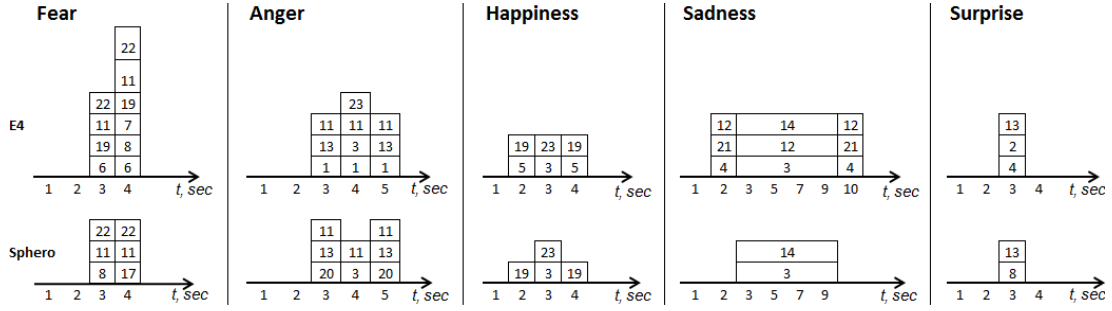 Fear Anger Happiness Sadness Surprise
22
11
22 19 23 11 7 11 11 11 12 14 12 13
E4
19 8 13 3 13 19 23 19 21 12 21 2
6 6 1 1 1 5 3 5 4 3 4 4
1 2 3 4 t, sec 1 2 3 4 5 t, sec 1 2 3 4 t, sec 1 2 3 5 7 9 10 t, sec 1 2 3 4 t, sec
22 22 11 11
Sphero
11 11 13 11 13 23 14 13
8 17 20 3 20 19 3 19 3 8
1 2 3 4 t, sec 1 2 3 4 5 t, sec 1 2 3 4 t, sec 1 2 3 5 7 9 t, sec 1 2 3 4 t, sec